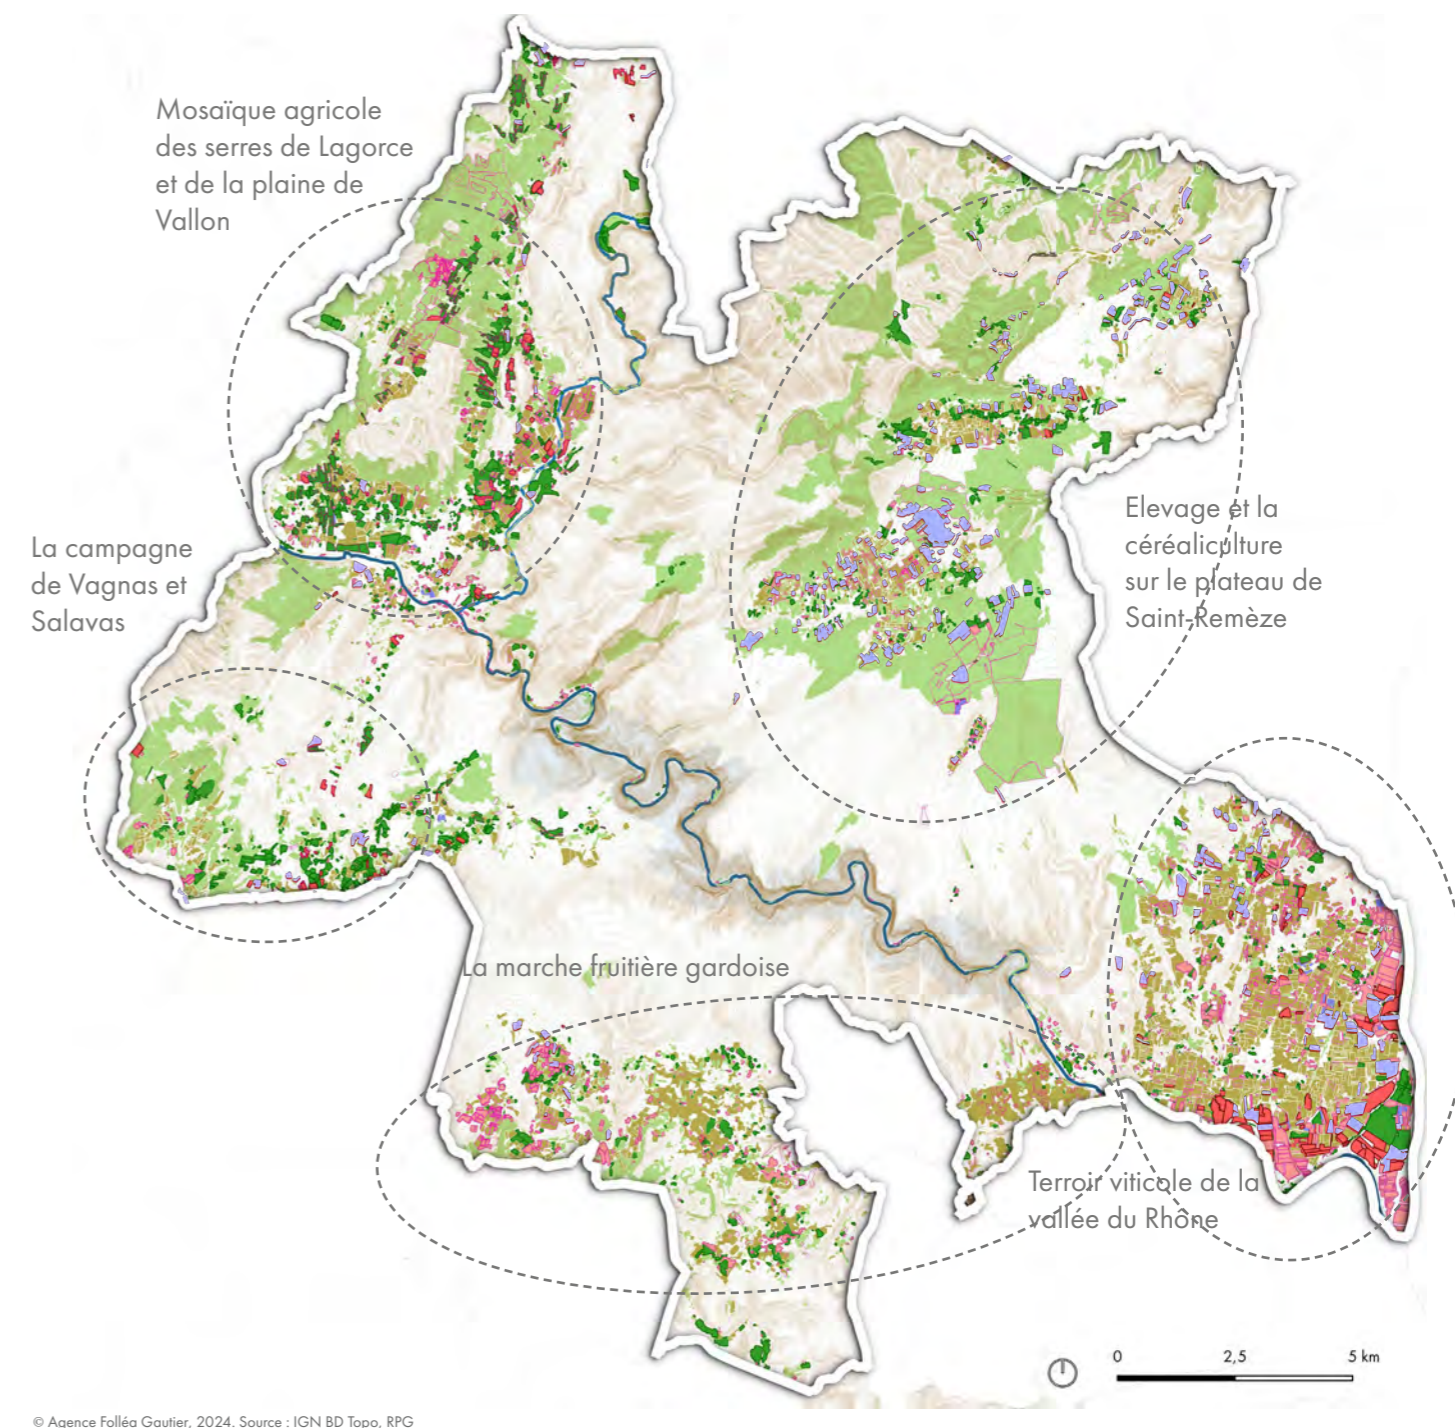 Mosaïque agricole
des serres de Lagorce
et de la plaine de
Vallon
La campagne
de Vagnas et
Salavas
Elevage et la
céréaliculture
sur le plateau de
Saint-Remèze
La marche fruitière gardoise
Terroir viticole de la
vallée du Rhône
0 2,5 5 km
© Agence Folléa Gautier, 2024. Source : IGN BD Topo, RPG